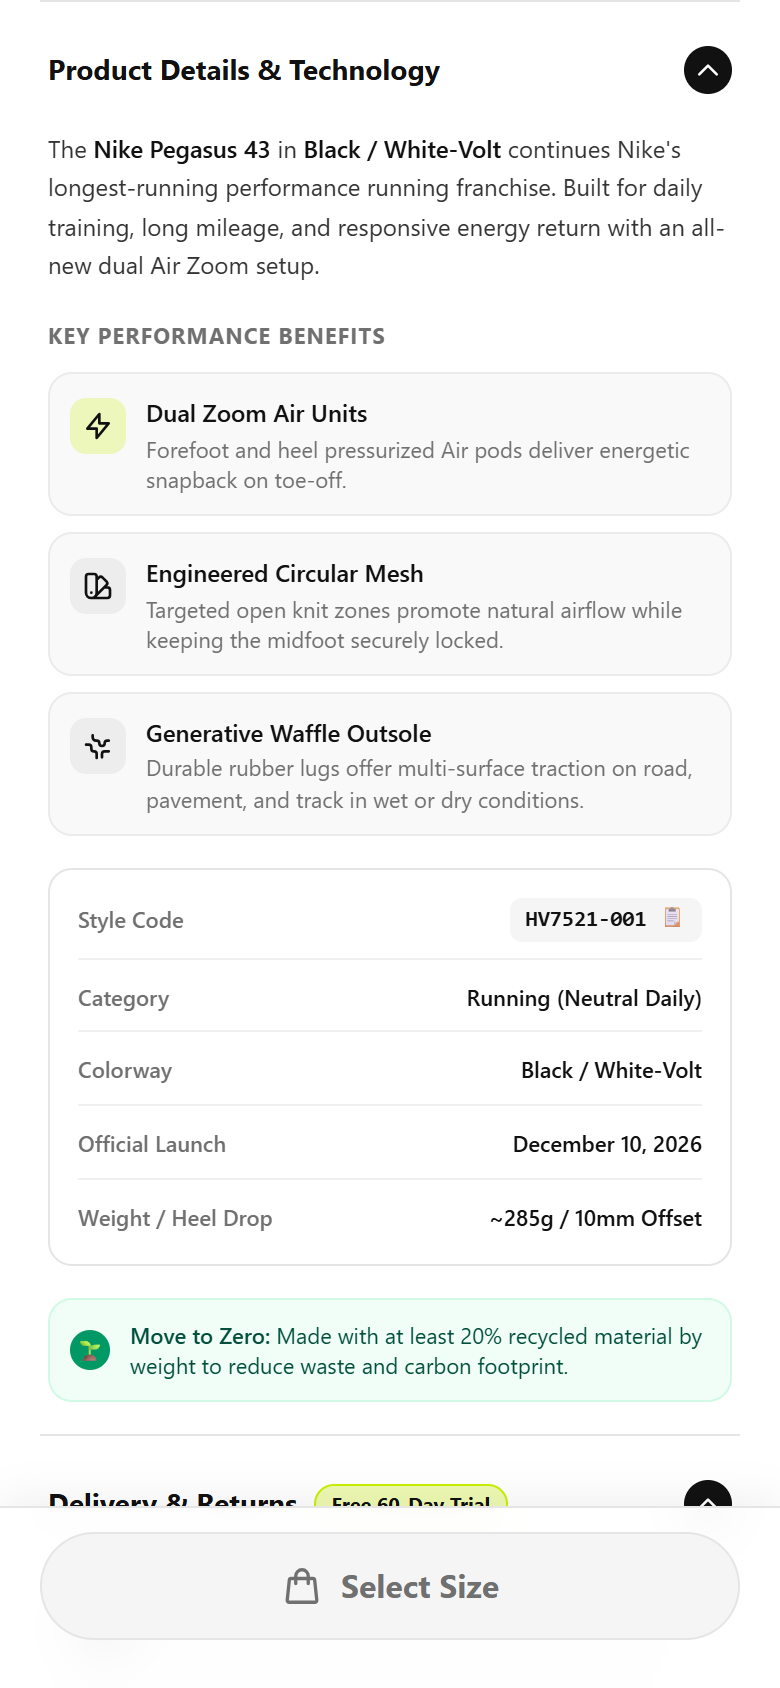 Product Details & Technology
The Nike Pegasus 43 in Black / White-Volt continues Nike's
longest-running performance running franchise. Built for daily
training, long mileage, and responsive energy return with an all-
new dual Air Zoom setup.
KEY PERFORMANCE BENEFITS
Dual Zoom Air Units
Forefoot and heel pressurized Air pods deliver energetic
snapback on toe-off.
Engineered Circular Mesh
Targeted open knit zones promote natural airflow while
keeping the midfoot securely locked.
Generative Waffle Outsole
Durable rubber lugs offer multi-surface traction on road,
pavement, and track in wet or dry conditions.
Style Code HV7521-001
Category Running (Neutral Daily)
Colorway Black / White-Volt
Official Launch December 10, 2026
Weight / Heel Drop ~285g / 10mm Offset
Move to Zero: Made with at least 20% recycled material by
weight to reduce waste and carbon footprint.
Delivery & Returns Free 60-Day Trial
Select Size